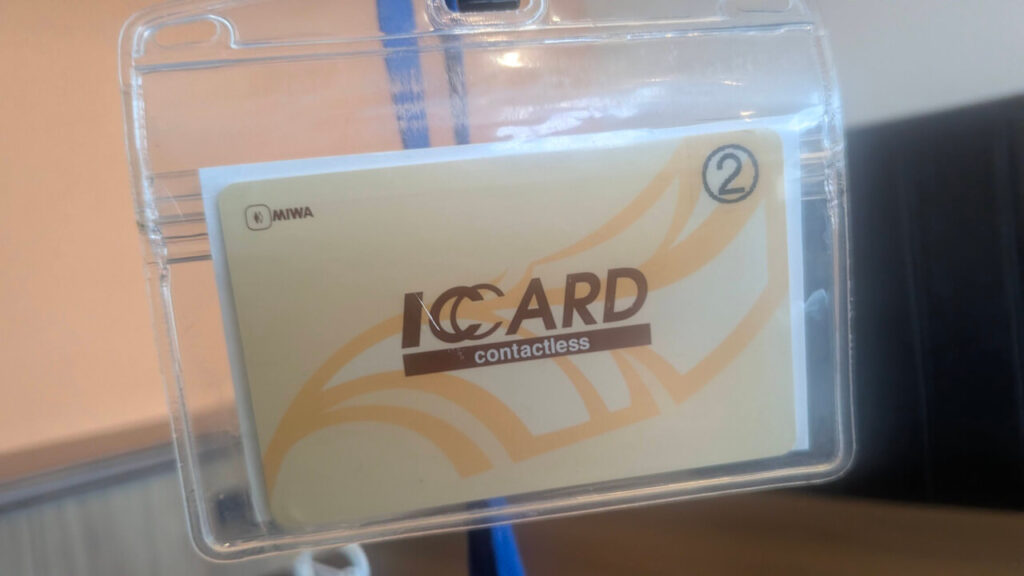 ②
MIWA
ICCARD
contactless